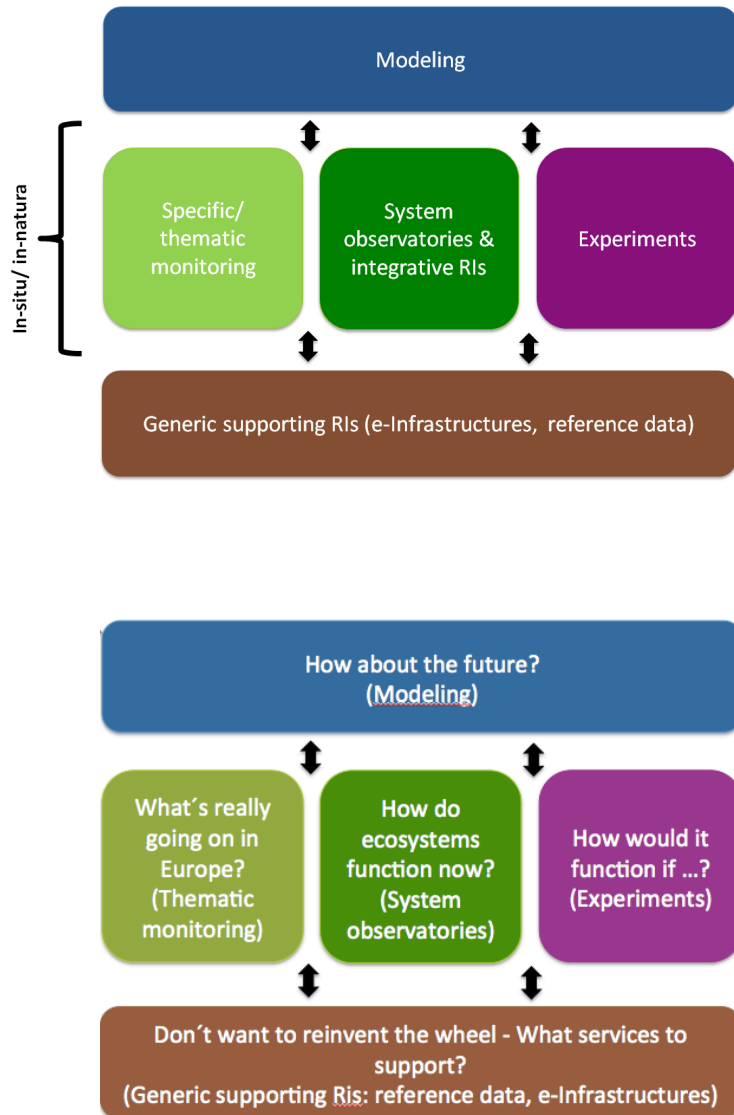 Modeling
In-situ/ in-natura
Specific/
thematic
monitoring
System
observatories &
integrative RIs
Experiments
Generic supporting RIs (e-Infrastructures, reference data)
How about the future?
(Modeling)
What´s really
going on in
Europe?
(Thematic
monitoring)
How do
ecosystems
function now?
(System
observatories)
How would it
function if ...?
(Experiments)
Don´t want to reinvent the wheel - What services to
support?
(Generic supporting Ris: reference data, e-Infrastructures)